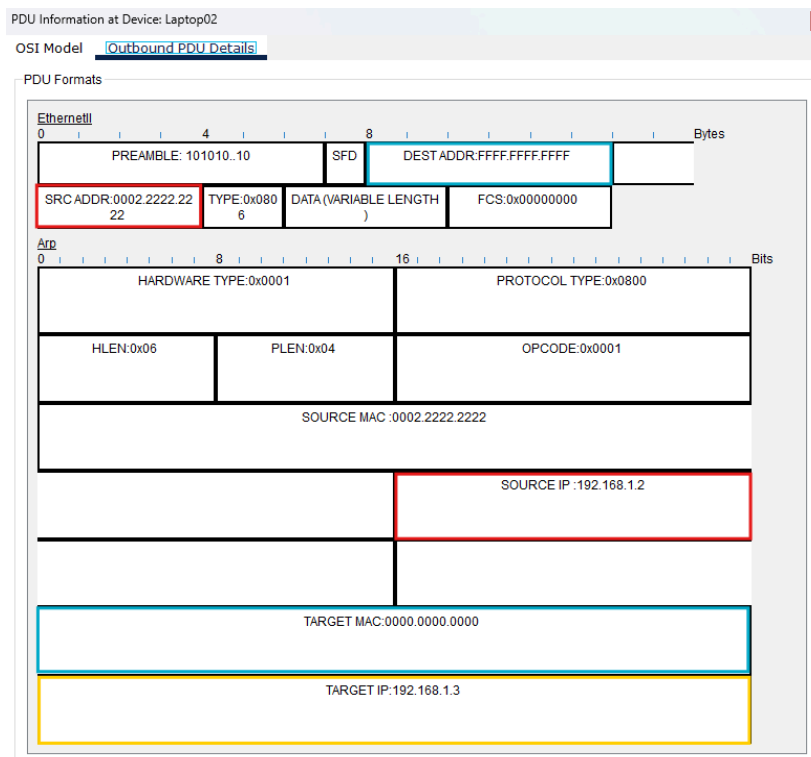 PDU Information at Device: Laptop02
OSI Model Outbound PDU Details
PDU Formats
EthernetII
0 4 8 Bytes
PREAMBLE: 101010..10 SFD DEST ADDR:FFFF.FFFF.FFFF
SRC ADDR:0002.2222.22 TYPE:0x080 DATA (VARIABLE LENGTH FCS:0x00000000
22 6 )
Arp
0 8 16 Bits
HARDWARE TYPE:0x0001 PROTOCOL TYPE:0x0800
HLEN:0x06 PLEN:0x04 OPCODE:0x0001
SOURCE MAC :0002.2222.2222
SOURCE IP :192.168.1.2
TARGET MAC:0000.0000.0000
TARGET IP:192.168.1.3